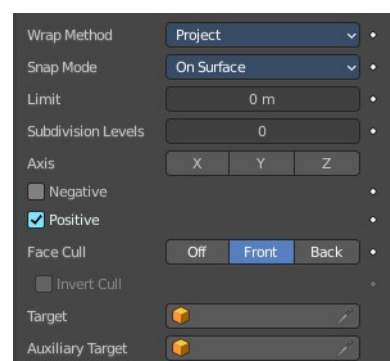 Wrap Method Project
Snap Mode On Surface
Limit 0 m
Subdivision Levels 0
Axis X Y Z
Negative
Positive
Face Cull Off Front Back
Invert Cull
Target
Auxiliary Target